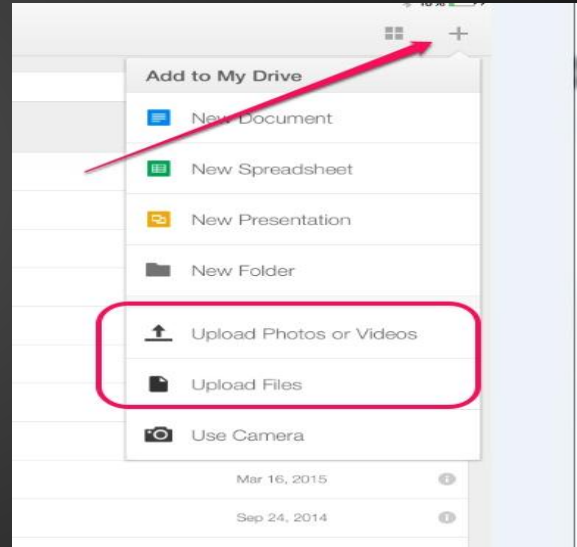 Add to My Drive
New Document
New Spreadsheet
New Presentation
New Folder
Upload Photos or Videos
Upload Files
Use Camera
Mar 16, 2015
Sep 24, 2014